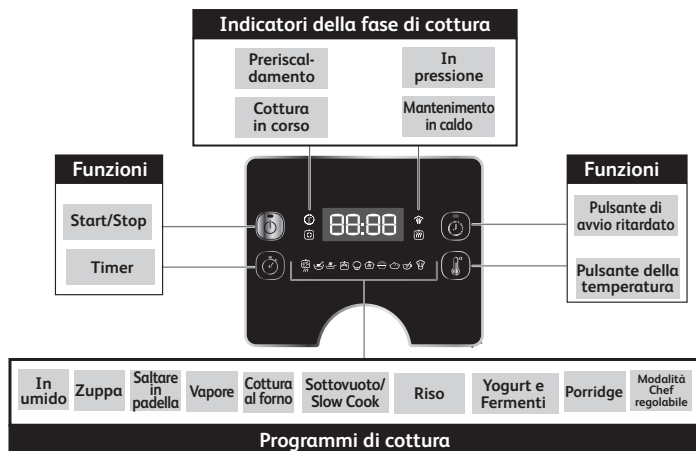 Indicatori della fase di cottura
Preriscal-
damento
In
pressione
Cottura
in corso
Mantenimento
in caldo
Funzioni
Start/Stop
Timer
88:88
Funzioni
Pulsante di
avvio ritardato
Pulsante della
temperatura
In
umido
Zuppa
Saltare
in
padella
Vapore
Cottura
al forno
Sottovuoto/
Slow Cook
Riso
Yogurt e
Fermenti
Porridge
Modalità
Chef
regolabile
Programmi di cottura